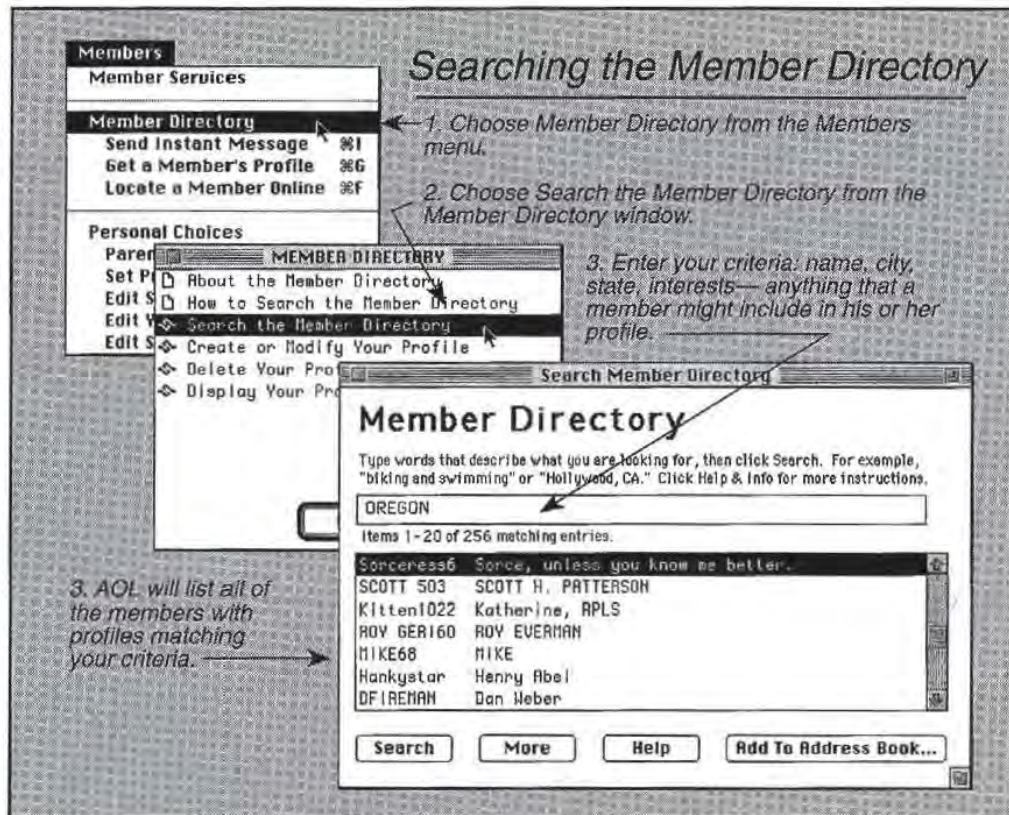 Members
Member Services
Member Directory
Send Instant Message ⌘I
Get a Member's Profile ⌘G
Locate a Member Online ⌘F
Personal Choices
Paren
Set P
Edit S
Edit Y
Edit S
Searching the Member Directory
1. Choose Member Directory from the Members
menu.
2. Choose Search the Member Directory from the
Member Directory window.
MEMBER DIRECTORY
About the Member Directory
How to Search the Member Directory
Search the Member Directory
Create or Modify Your Profile
Delete Your Prof
Display Your Pro
3. Enter your criteria: name, city,
state, interests— anything that a
member might include in his or her
profile.
Search Member Directory
Member Directory
Type words that describe what you are looking for, then click Search. For example,
"biking and swimming" or "Hollywood, CA." Click Help & Info for more instructions.
OREGON
Items 1-20 of 256 matching entries.
Sorceress6 Sorce, unless you know me better.
SCOTT 503 SCOTT H. PATTERSON
Kitten1022 Katherine, RPLS
ROY GER160 ROY EVERMAN
MIKE68 MIKE
Hankystar Henry Abel
DFIREMAN Dan Weber
Search More Help Add To Address Book...
3. AOL will list all of
the members with
profiles matching
your criteria.